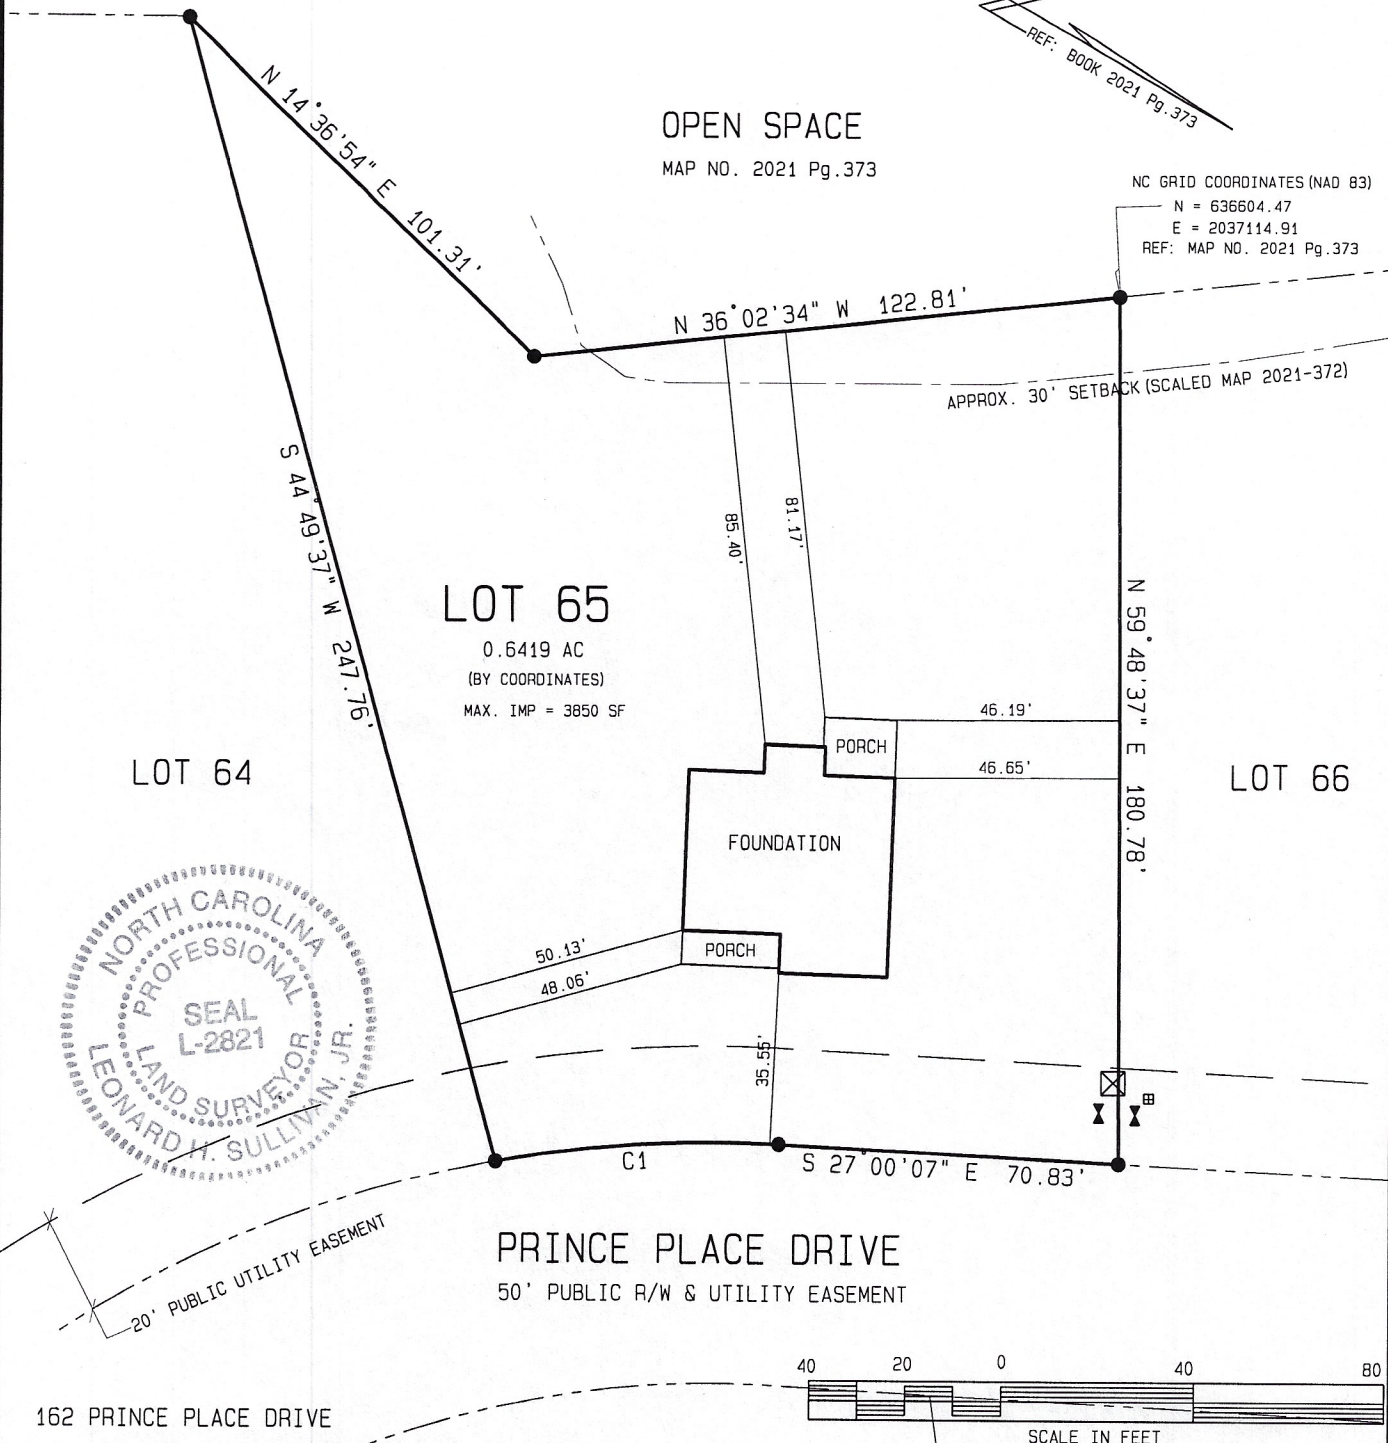 REF: BOOK 2021 Pg.373
N 14°36'54" E 101.31'
OPEN SPACE
MAP NO. 2021 Pg.373
NC GRID COORDINATES (NAD 83)
N = 636604.47
E = 2037114.91
REF: MAP NO. 2021 Pg.373
N 36°02'34" W 122.81'
APPROX. 30' SETBACK (SCALED MAP 2021-372)
S 44°49'37" W 247.76'
85.40'
81.17'
LOT 65
0.6419 AC
(BY COORDINATES)
MAX. IMP = 3850 SF
N 59°48'37" E 180.78'
46.19'
PORCH
46.65'
LOT 64
LOT 66
FOUNDATION
50.13'
PORCH
48.06'
35.55'
NORTH CAROLINA
PROFESSIONAL
SEAL
L-2821
LAND SURVEYOR
LEONARD H. SULLIVAN, JR.
C1
S 27°00'07" E 70.83'
20' PUBLIC UTILITY EASEMENT
PRINCE PLACE DRIVE
50' PUBLIC R/W & UTILITY EASEMENT
40 20 0 40 80
SCALE IN FEET
162 PRINCE PLACE DRIVE